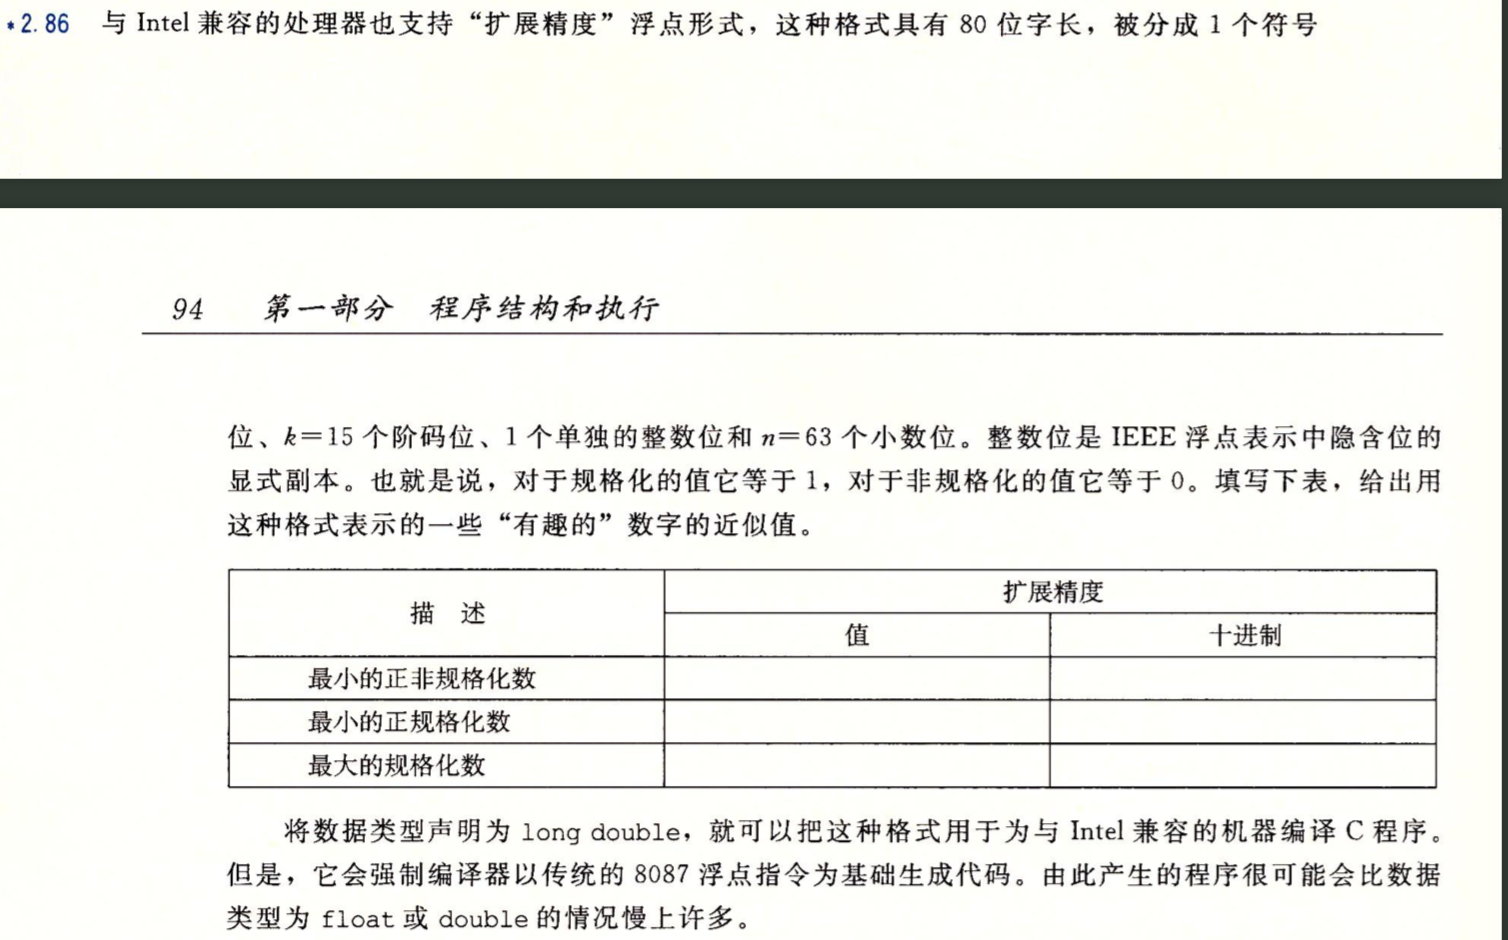 *2.86 与 Intel 兼容的处理器也支持“扩展精度”浮点形式，这种格式具有 80 位字长，被分成 1 个符号
94 第一部分 程序结构和执行
位、k=15 个阶码位、1 个单独的整数位和 n=63 个小数位。整数位是 IEEE 浮点表示中隐含位的
显式副本。也就是说，对于规格化的值它等于 1，对于非规格化的值它等于 0。填写下表，给出用
这种格式表示的一些“有趣的”数字的近似值。
描 述
扩展精度
值 十进制
最小的正非规格化数
最小的正规格化数
最大的规格化数
将数据类型声明为 long double，就可以把这种格式用于为与 Intel 兼容的机器编译 C 程序。
但是，它会强制编译器以传统的 8087 浮点指令为基础生成代码。由此产生的程序很可能会比数据
类型为 float 或 double 的情况慢上许多。